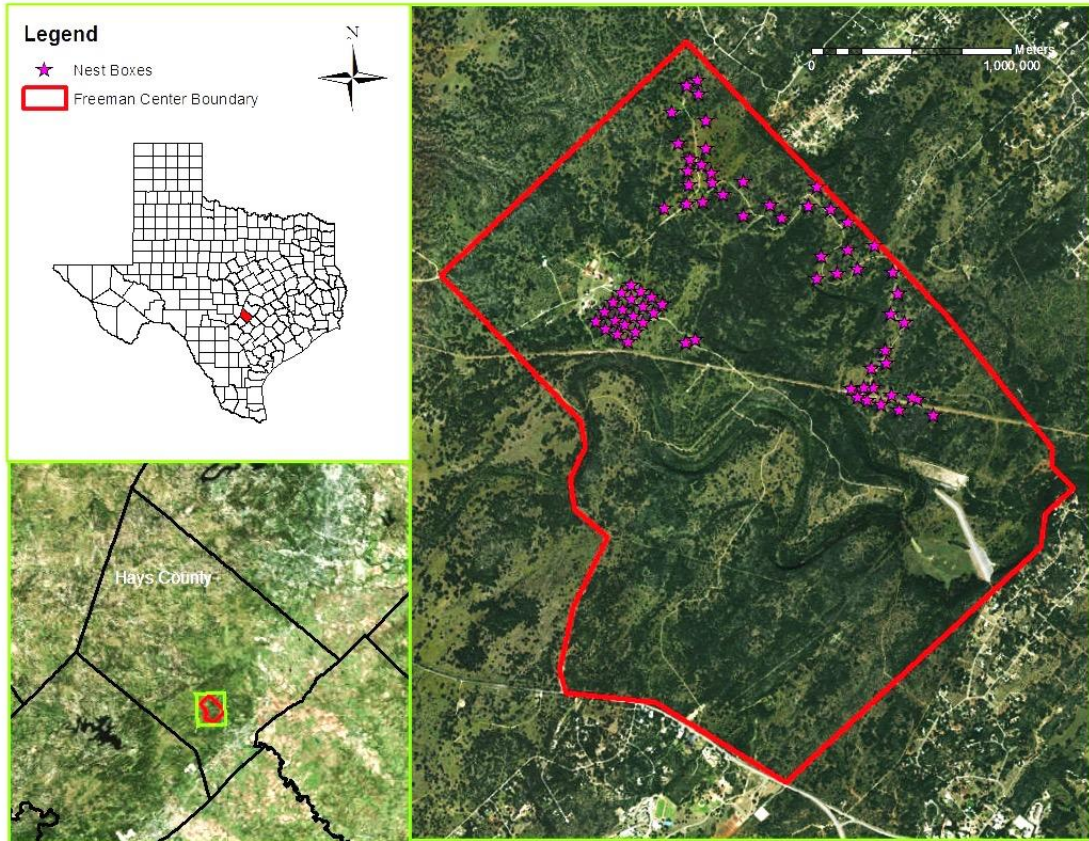 Legend
N
Nest Boxes
Freeman Center Boundary
Meters
0 1,000,000
Hays County